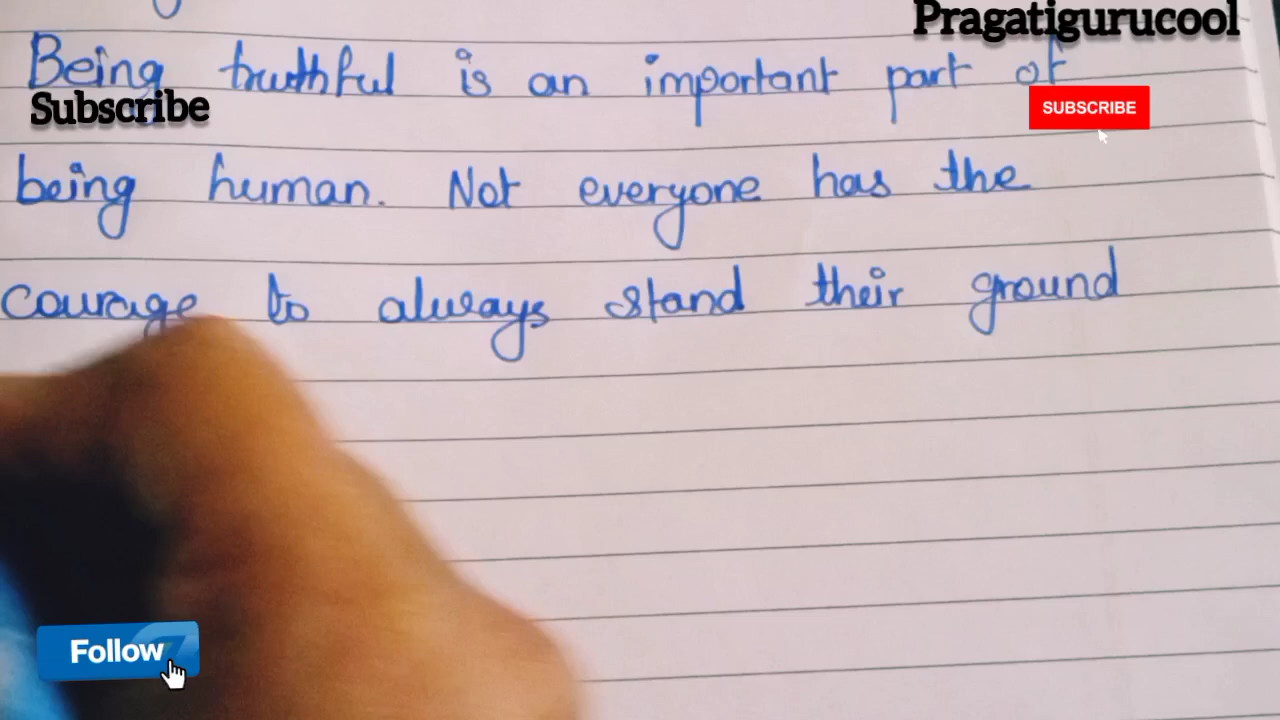 Pragatigurucool
Being truthful is an important part of
Subscribe
SUBSCRIBE
being human. Not everyone has the
courage to always stand their ground
Follow